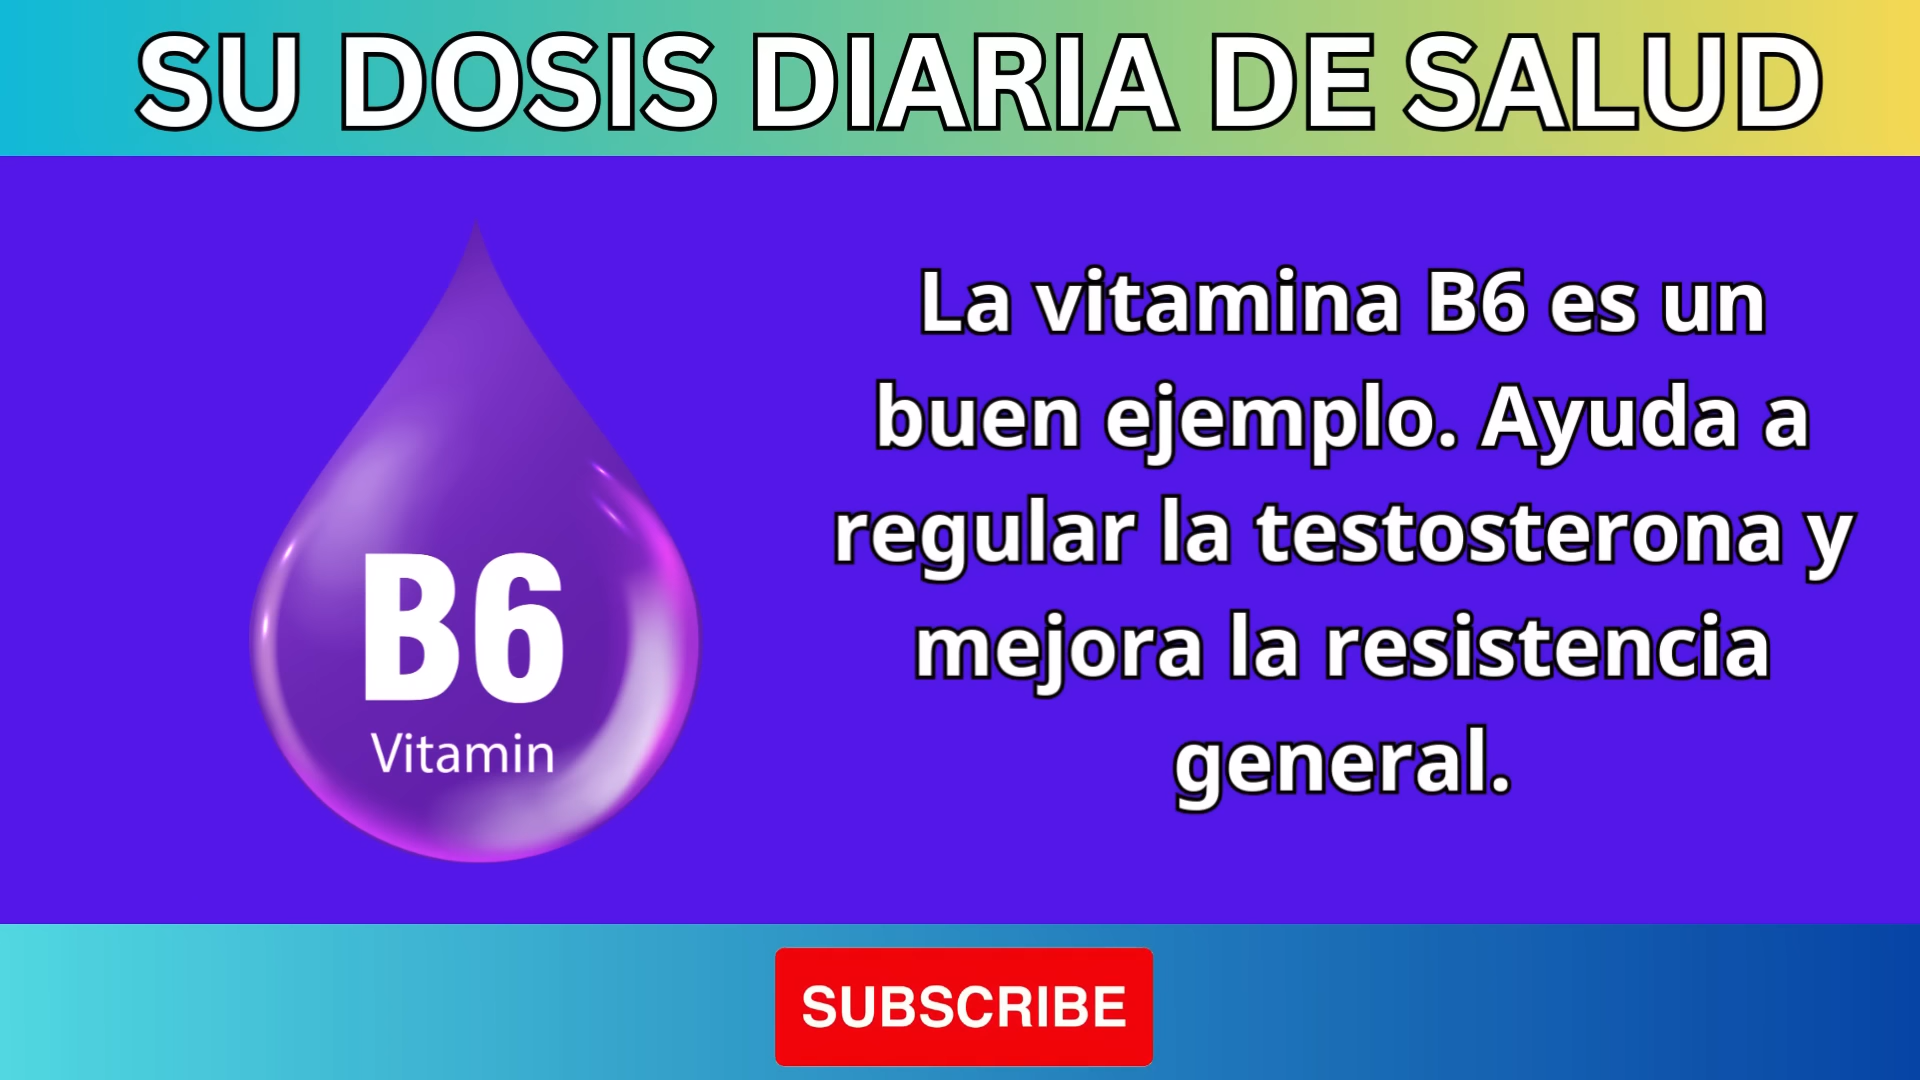 SU DOSIS DIARIA DE SALUD
La vitamina B6 es un
buen ejemplo. Ayuda a
regular la testosterona y
mejora la resistencia
general.
B6
Vitamin
SUBSCRIBE